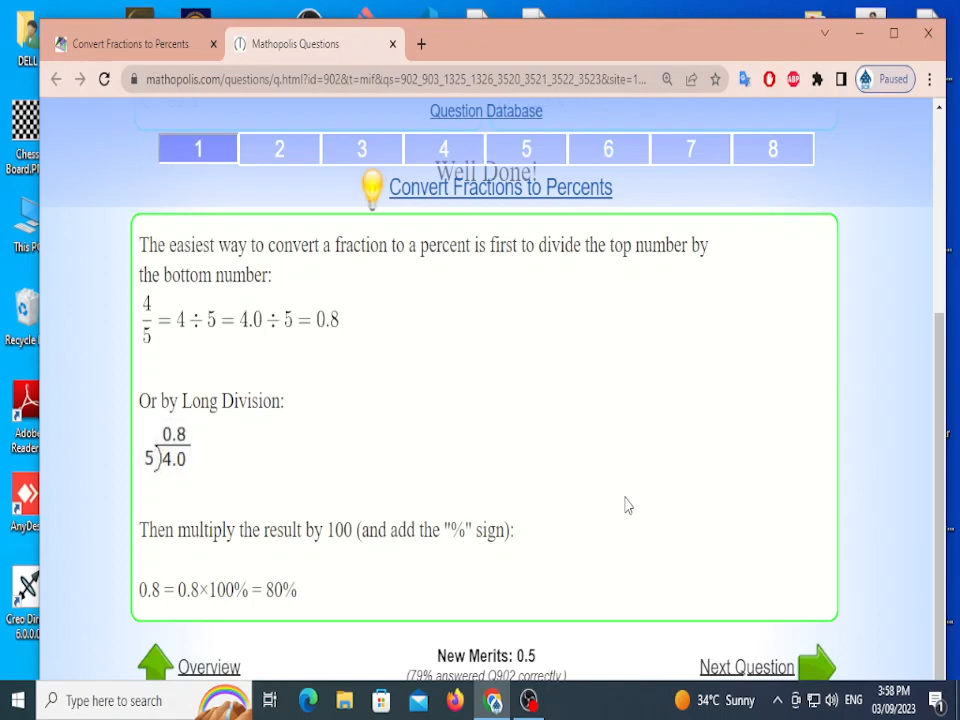 Convert Fractions to Percents
Mathopolis Questions
mathopolis.com/questions/q.html?id=902&t=mif&qs=902_903_1325_1326_3520_3521_3522_3523&site=1...
ABP
Paused
DELL
Question Database
1 2 3 4 5 6 7 8
Well Done!
Convert Fractions to Percents
The easiest way to convert a fraction to a percent is first to divide the top number by
the bottom number:
4/5 = 4 ÷ 5 = 4.0 ÷ 5 = 0.8
Or by Long Division:
0.8
5)4.0
Then multiply the result by 100 (and add the "%" sign):
0.8 = 0.8×100% = 80%
New Merits: 0.5
Overview
Next Question
(79% answered Q902 correctly)
Chess
Board.P
This P
Recycle
Adob
Reader
AnyDes
Creo Di
6.0.0.
Type here to search
34°C Sunny
ENG
3:58 PM
03/09/2023
1